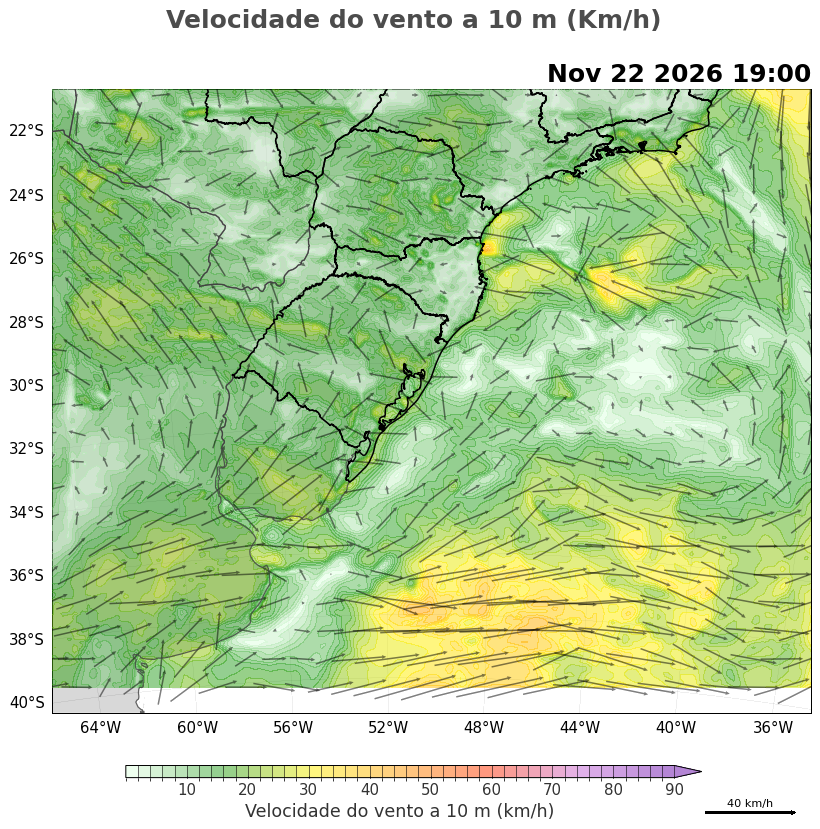 Velocidade do vento a 10 m (Km/h)
Nov 22 2026 19:00
22°S
24°S
26°S
28°S
30°S
32°S
34°S
36°S
38°S
40°S
64°W 60°W 56°W 52°W 48°W 44°W 40°W 36°W
10 20 30 40 50 60 70 80 90
Velocidade do vento a 10 m (km/h)
40 km/h